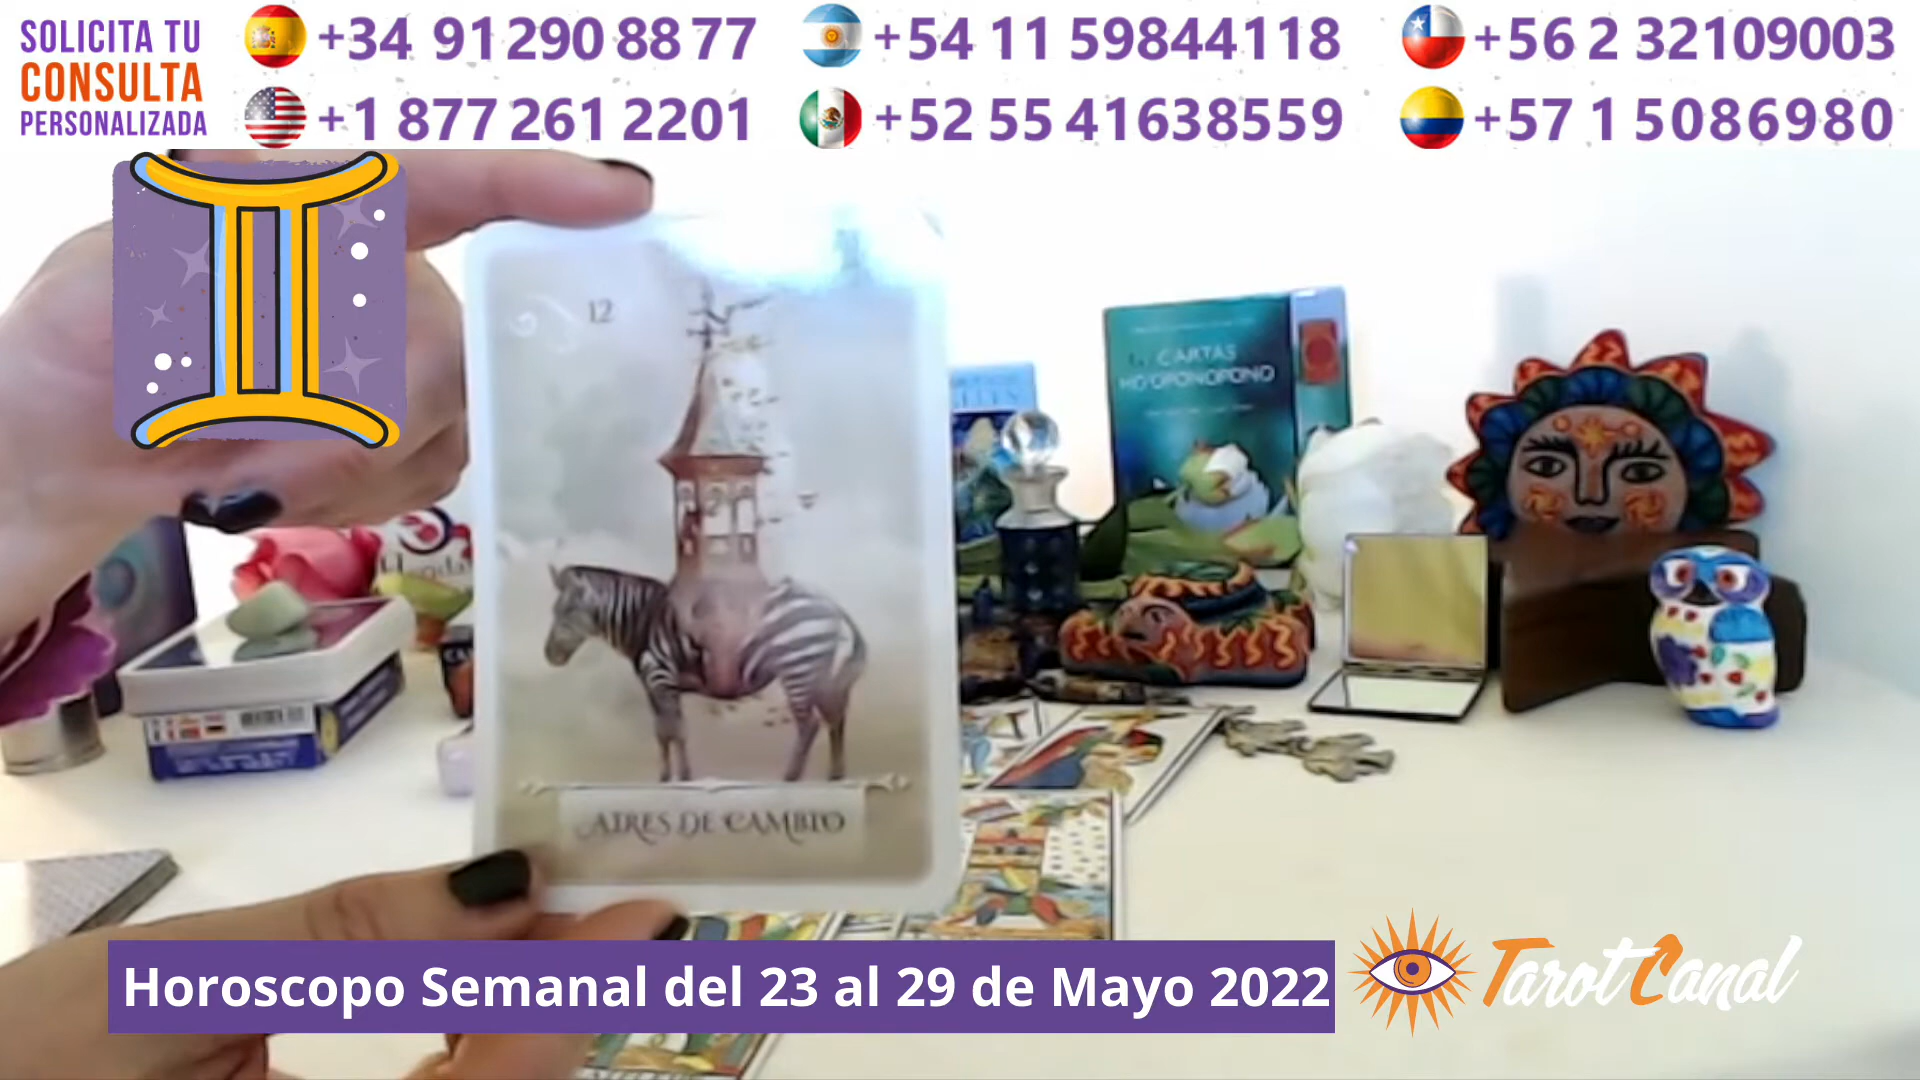 SOLICITA TU
CONSULTA
PERSONALIZADA
+34 91 290 88 77
+54 11 59844118
+56 2 32109003
+1 877 261 2201
+52 55 41638559
+57 1 5086980
12
CARTAS
HO'OPONOPONO
AIRES DE CAMBIO
Horoscopo Semanal del 23 al 29 de Mayo 2022
Tarot Canal